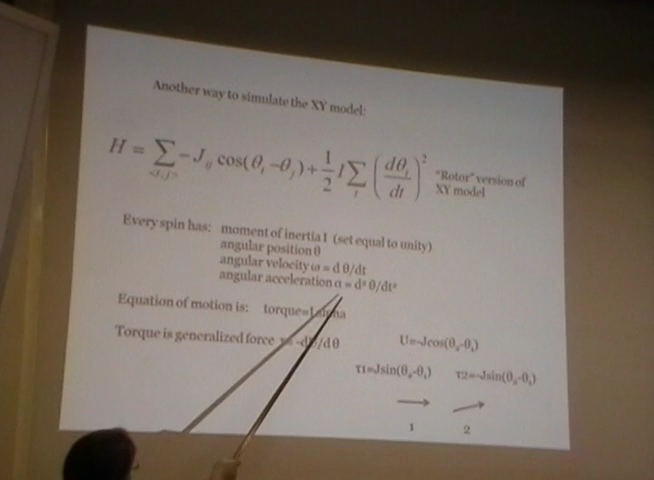 Another way to simulate the XY model:
H = ∑ - J_ij cos(θ_i - θ_j) + 1/2 I ∑ (dθ_i/dt)² "Rotor" version of
<i,j> i XY model
Every spin has: moment of inertia I (set equal to unity)
angular position θ
angular velocity ω = d θ/dt
angular acceleration α = d² θ/dt²
Equation of motion is: torque=I
Torque is generalized force /d θ U=-Jcos(θ₂-θ₁)
τ1=Jsin(θ₂-θ₁) τ2=-Jsin(θ₂-θ₁)
1 2